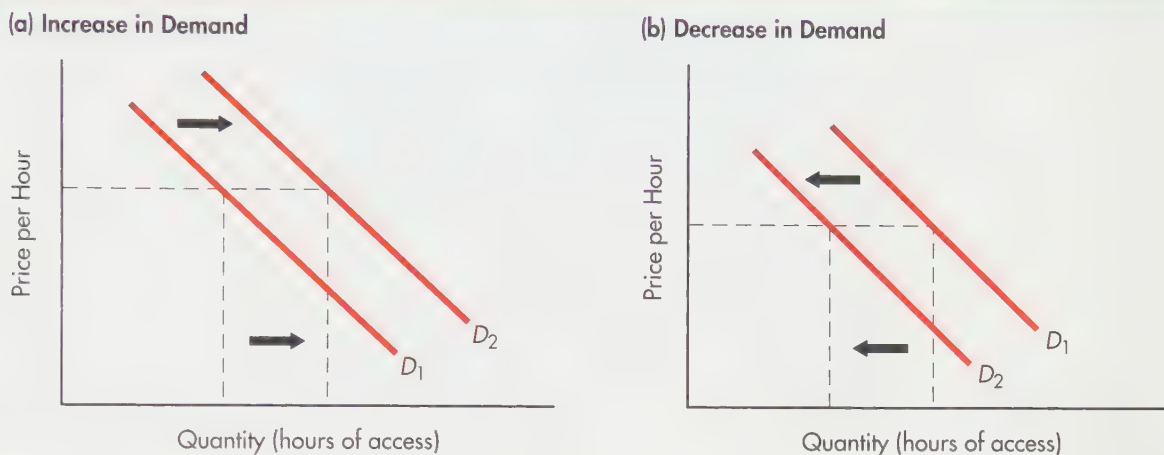 (a) Increase in Demand
Price per Hour
D2
D1
Quantity (hours of access)
(b) Decrease in Demand
Price per Hour
D1
D2
Quantity (hours of access)